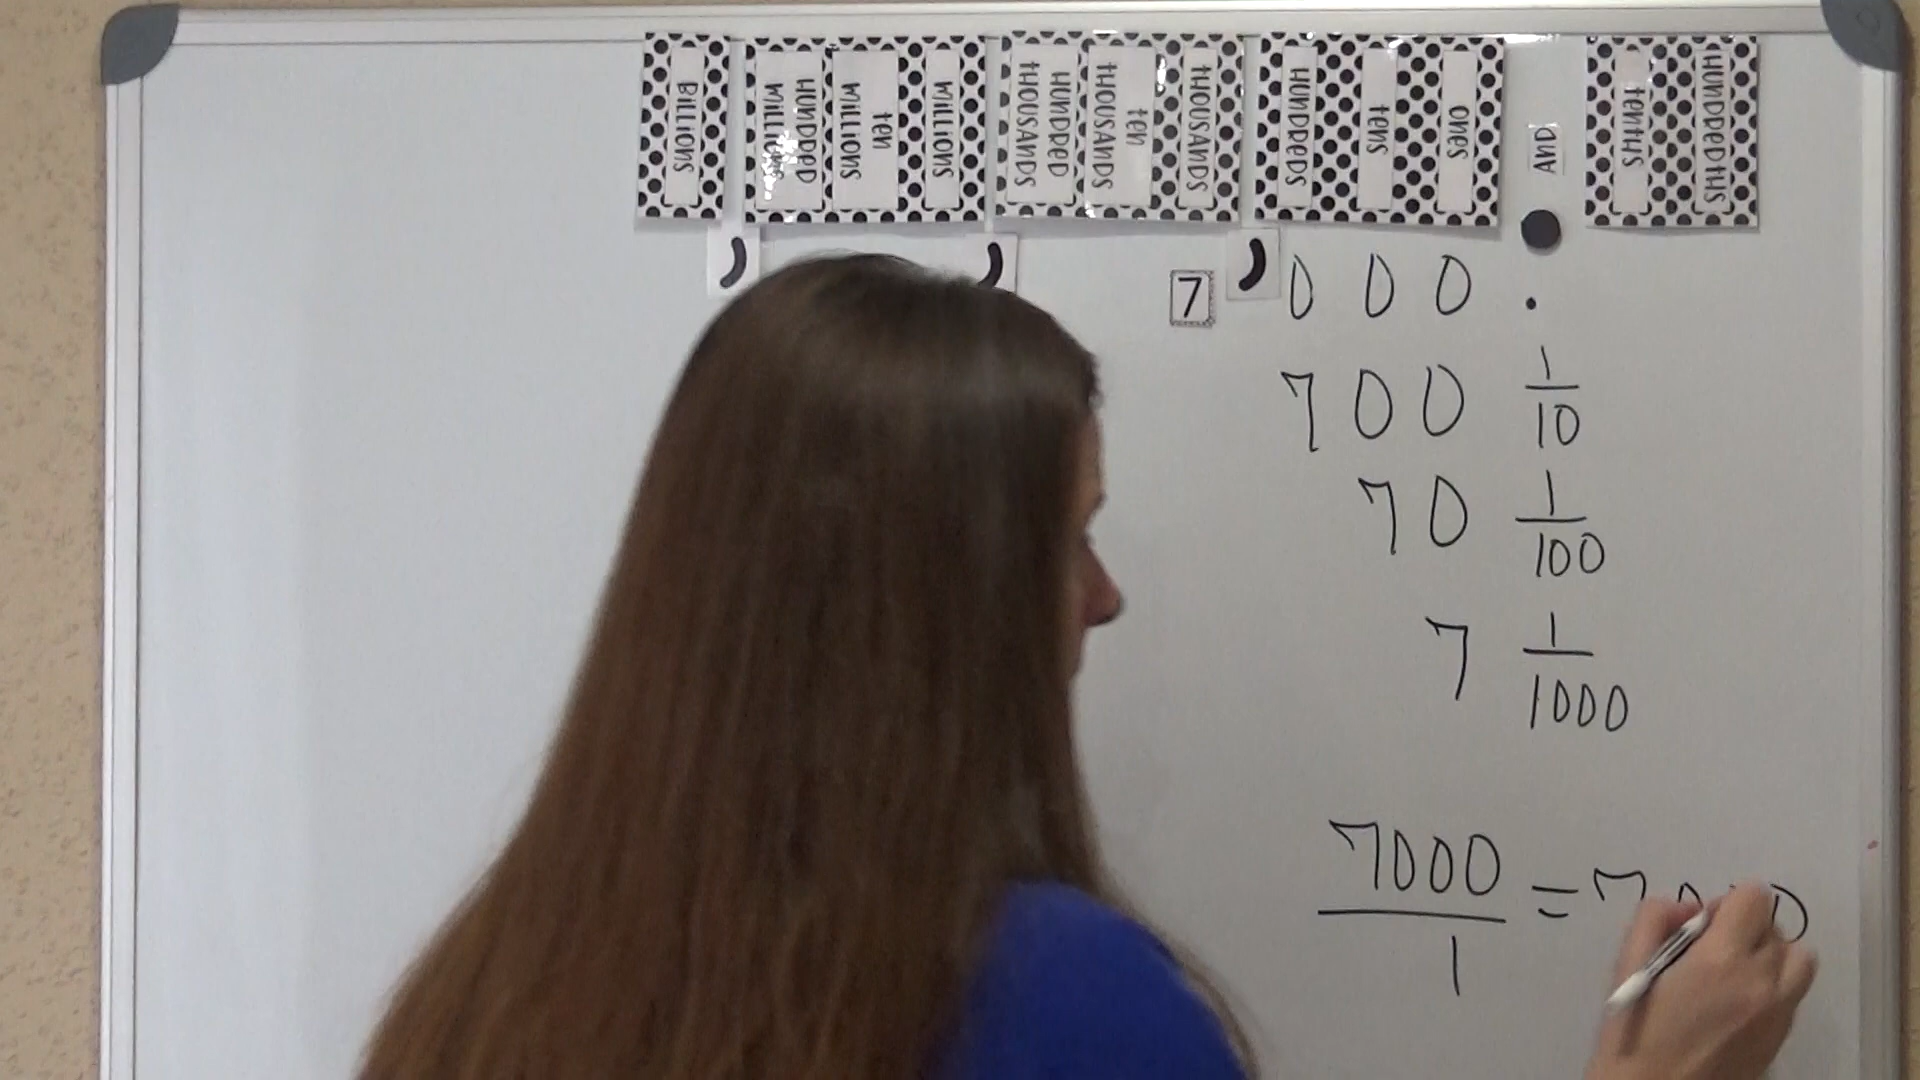 BILLIONS
HUNDRED MILLIONS
TEN MILLIONS
MILLIONS
HUNDRED THOUSANDS
TEN THOUSANDS
THOUSANDS
HUNDREDS
TENS
ONES
AND
TENTHS
HUNDREDTHS
, , 7 , 0 0 0 .
7 0 0 1/10
7 0 1/100
7 1/1000
7000/1 =